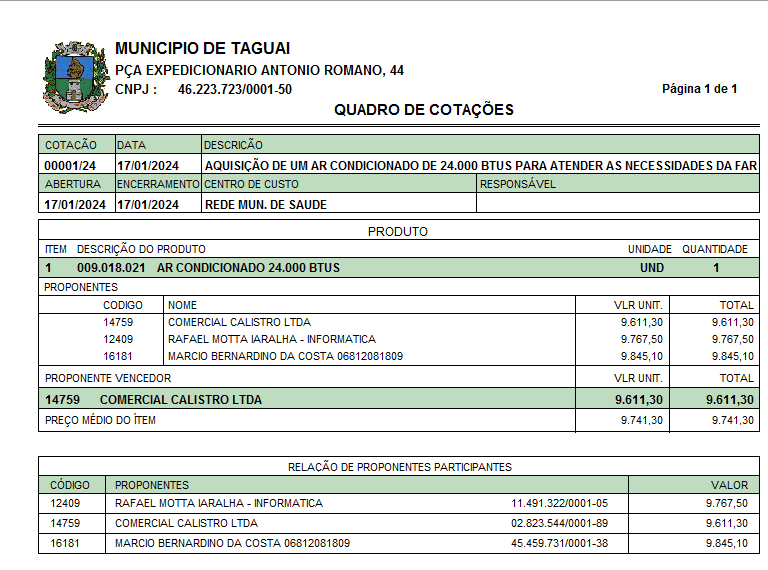 MUNICIPIO DE TAGUAI
PÇA EXPEDICIONARIO ANTONIO ROMANO, 44
CNPJ : 46.223.723/0001-50
Página 1 de 1
QUADRO DE COTAÇÕES
COTAÇÃO DATA DESCRIÇÃO
00001/24 17/01/2024 AQUISIÇÃO DE UM AR CONDICIONADO DE 24.000 BTUS PARA ATENDER AS NECESSIDADES DA FAR
ABERTURA ENCERRAMENTO CENTRO DE CUSTO RESPONSÁVEL
17/01/2024 17/01/2024 REDE MUN. DE SAUDE
PRODUTO
ITEM DESCRIÇÃO DO PRODUTO UNIDADE QUANTIDADE
1 009.018.021 AR CONDICIONADO 24.000 BTUS UND 1
PROPONENTES
CODIGO NOME VLR UNIT. TOTAL
14759 COMERCIAL CALISTRO LTDA 9.611,30 9.611,30
12409 RAFAEL MOTTA IARALHA - INFORMATICA 9.767,50 9.767,50
16181 MARCIO BERNARDINO DA COSTA 06812081809 9.845,10 9.845,10
PROPONENTE VENCEDOR VLR UNIT. TOTAL
14759 COMERCIAL CALISTRO LTDA 9.611,30 9.611,30
PREÇO MÉDIO DO ÍTEM 9.741,30 9.741,30
RELAÇÃO DE PROPONENTES PARTICIPANTES
CÓDIGO PROPONENTES VALOR
12409 RAFAEL MOTTA IARALHA - INFORMATICA 11.491.322/0001-05 9.767,50
14759 COMERCIAL CALISTRO LTDA 02.823.544/0001-89 9.611,30
16181 MARCIO BERNARDINO DA COSTA 06812081809 45.459.731/0001-38 9.845,10